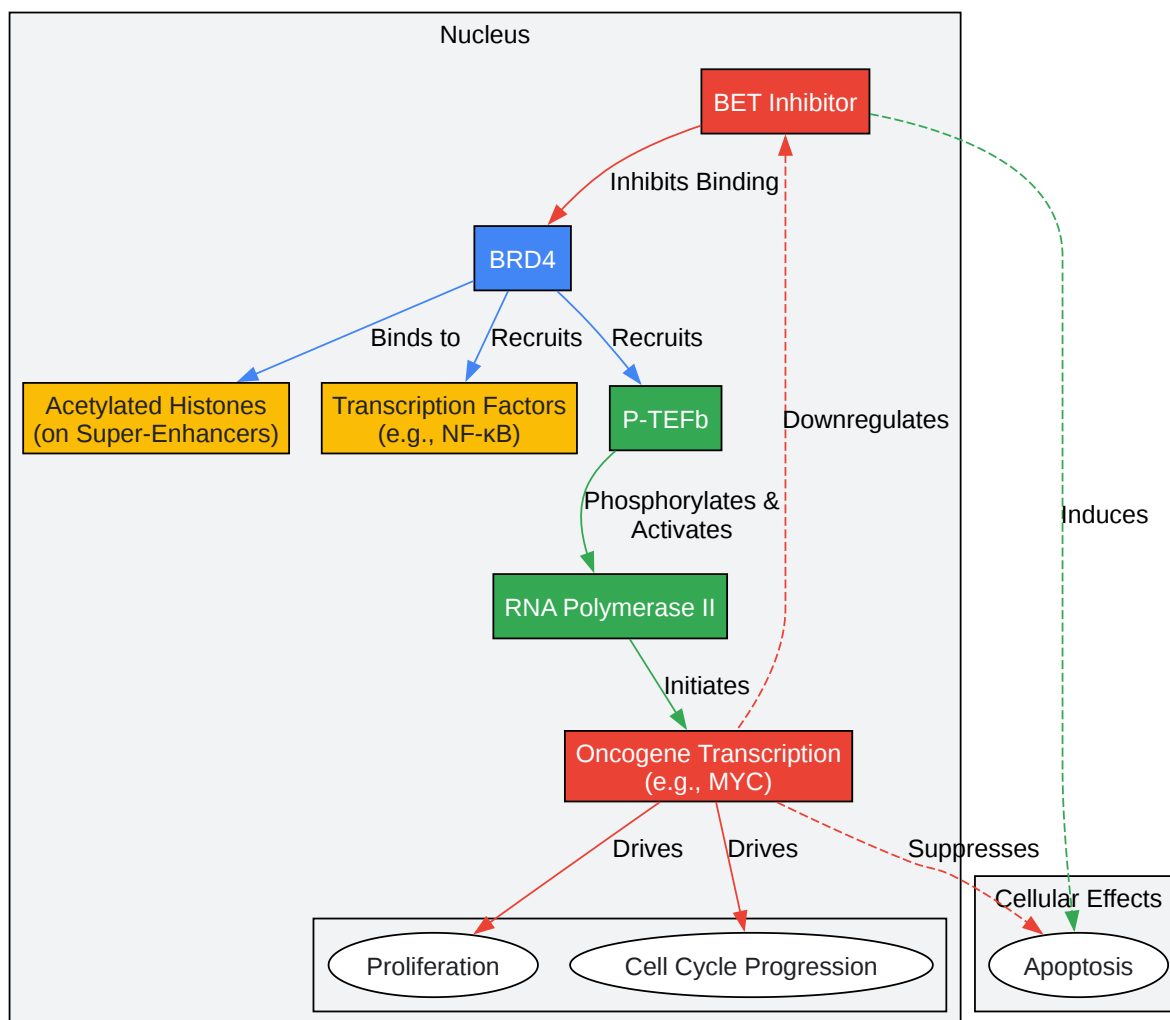 Nucleus
BET Inhibitor
Inhibits Binding
BRD4
Binds to
Recruits
Recruits
Acetylated Histones
(on Super-Enhancers)
Transcription Factors
(e.g., NF-κB)
P-TEFb
Downregulates
Phosphorylates &
Activates
Induces
RNA Polymerase II
Initiates
Oncogene Transcription
(e.g., MYC)
Drives
Drives
Suppresses
Cellular Effects
Proliferation
Cell Cycle Progression
Apoptosis